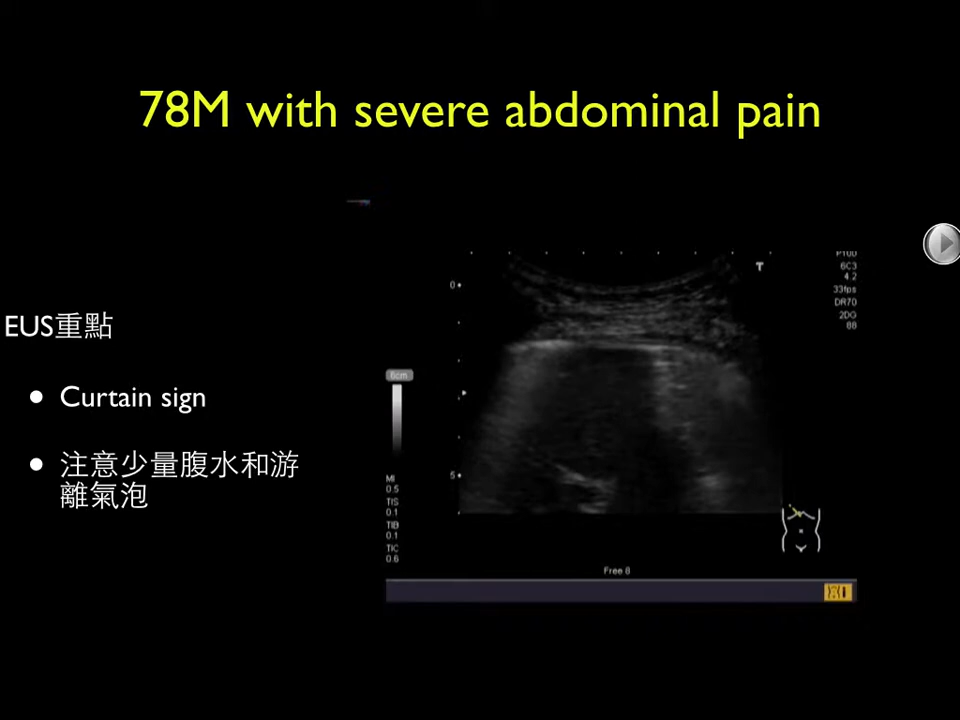 78M with severe abdominal pain
EUS重點
• Curtain sign
• 注意少量腹水和游
離氣泡
T
0
5
6cm
MI
0.5
TIS
0.1
TIB
0.1
TIC
0.6
6C3
4.2
33fps
DR70
2DG
88
Free 8